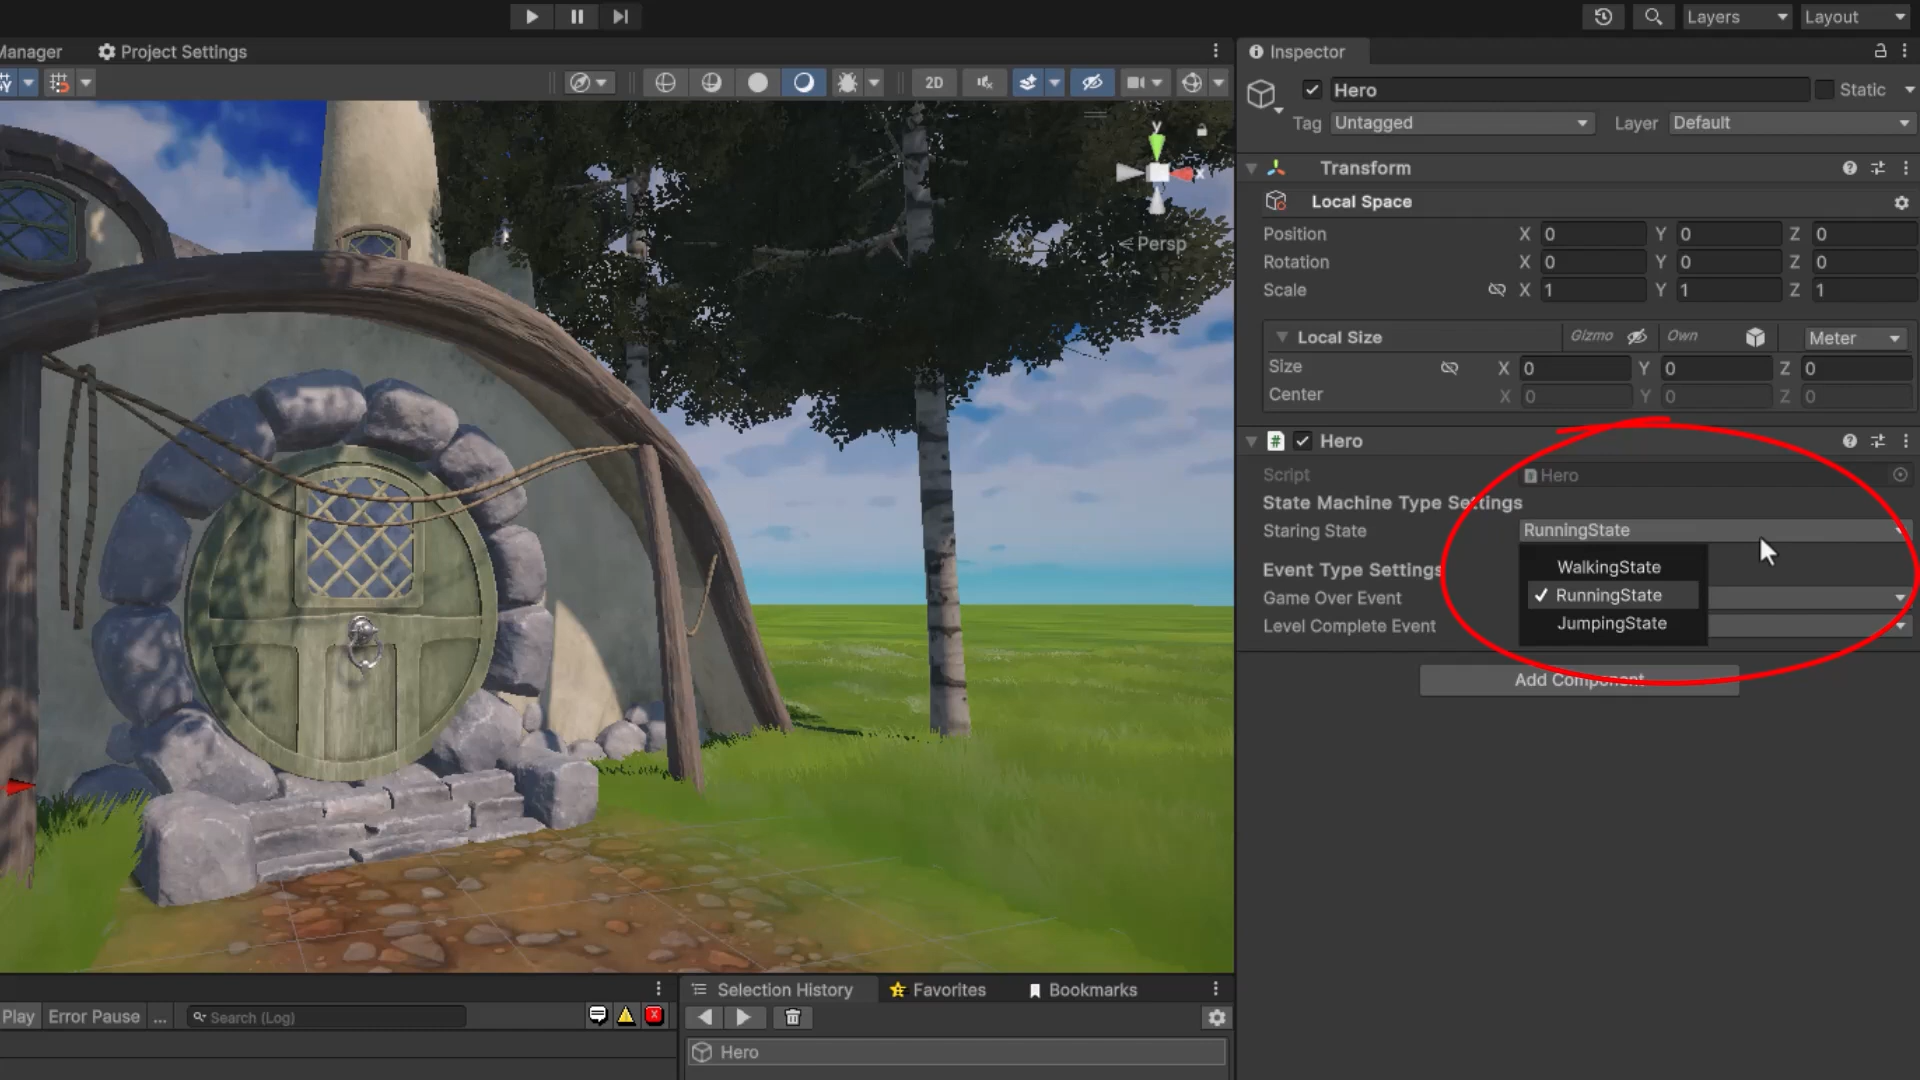 Layers
Layout
Manager
Project Settings
Inspector
2D
Hero
Static
Tag Untagged
Layer Default
y
x
Persp
Transform
Local Space
Position X 0 Y 0 Z 0
Rotation X 0 Y 0 Z 0
Scale X 1 Y 1 Z 1
Local Size Gizmo Own Meter
Size X 0 Y 0 Z 0
Center X 0 Y 0 Z 0
# Hero
Script Hero
State Machine Type Settings
Staring State RunningState
WalkingState
Event Type Settings
RunningState
Game Over Event
JumpingState
Level Complete Event
Add Component
Selection History
Favorites
Bookmarks
Play Error Pause ... Search (Log)
Hero